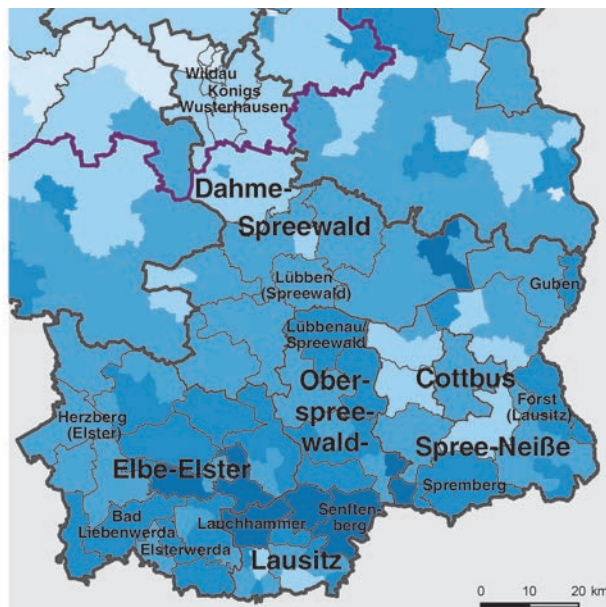 Wildau
Königs
Wusterhausen
Dahme-
Spreewald
Lübben
(Spreewald)
Guben
Lübbenau/
Spreewald
Ober-
spree-
wald-
Cottbus
Forst
(Lausitz)
Herzberg
(Elster)
Spree-Neiße
Elbe-Elster
Spremberg
Bad
Liebenwerda
Lauchhammer
Senften-
berg
Elsterwerda
Lausitz
0 10 20 km